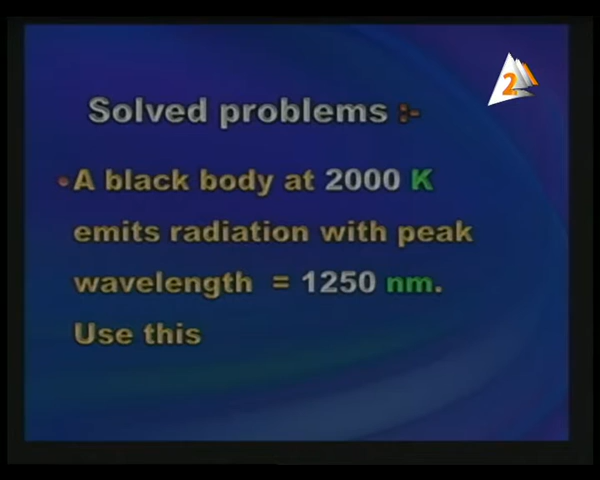 2
Solved problems :-
•A black body at 2000 K
emits radiation with peak
wavelength = 1250 nm.
Use this